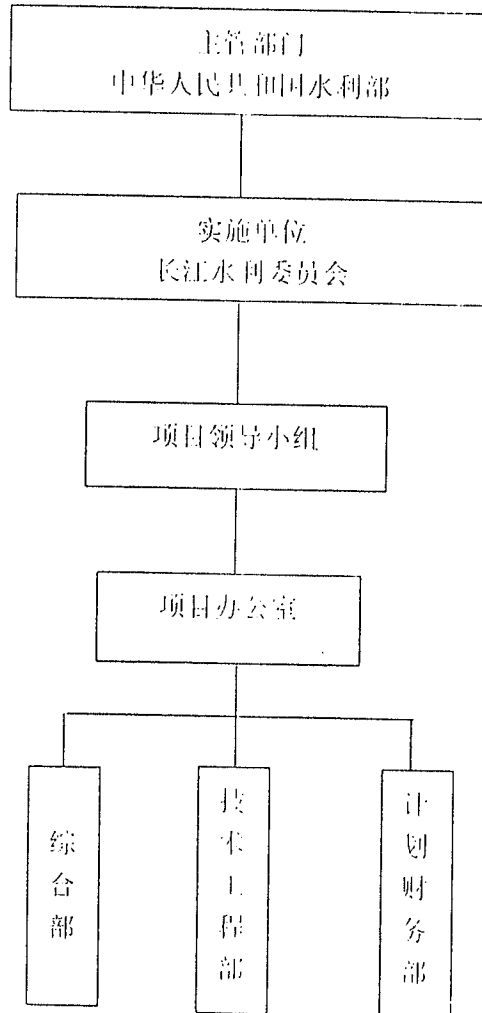 主管部门
中华人民共和国水利部
实施单位
长江水利委员会
项目领导小组
项目办公室
综合部
技术工程部
计划财务部